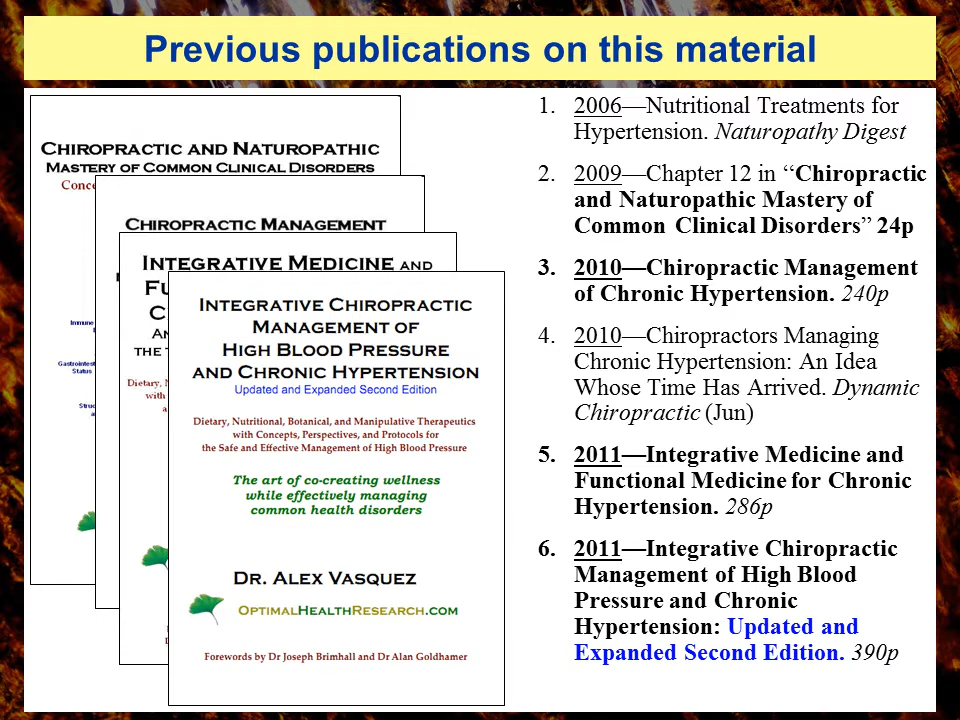 Previous publications on this material
CHIROPRACTIC AND NATUROPATHIC
MASTERY OF COMMON CLINICAL DISORDERS
CHIROPRACTIC MANAGEMENT
INTEGRATIVE MEDICINE AND
THE
Dietary,
with
Immune
Gastrointest
Status
INTEGRATIVE CHIROPRACTIC
MANAGEMENT OF
HIGH BLOOD PRESSURE
AND CHRONIC HYPERTENSION
Updated and Expanded Second Edition
Dietary, Nutritional, Botanical, and Manipulative Therapeutics
with Concepts, Perspectives, and Protocols for
the Safe and Effective Management of High Blood Pressure
The art of co-creating wellness
while effectively managing
common health disorders
DR. ALEX VASQUEZ
OPTIMALHEALTHRESEARCH.COM
Forewords by Dr Joseph Brimhall and Dr Alan Goldhamer
1. 2006—Nutritional Treatments for
Hypertension. Naturopathy Digest
2. 2009—Chapter 12 in “Chiropractic
and Naturopathic Mastery of
Common Clinical Disorders” 24p
3. 2010—Chiropractic Management
of Chronic Hypertension. 240p
4. 2010—Chiropractors Managing
Chronic Hypertension: An Idea
Whose Time Has Arrived. Dynamic
Chiropractic (Jun)
5. 2011—Integrative Medicine and
Functional Medicine for Chronic
Hypertension. 286p
6. 2011—Integrative Chiropractic
Management of High Blood
Pressure and Chronic
Hypertension: Updated and
Expanded Second Edition. 390p